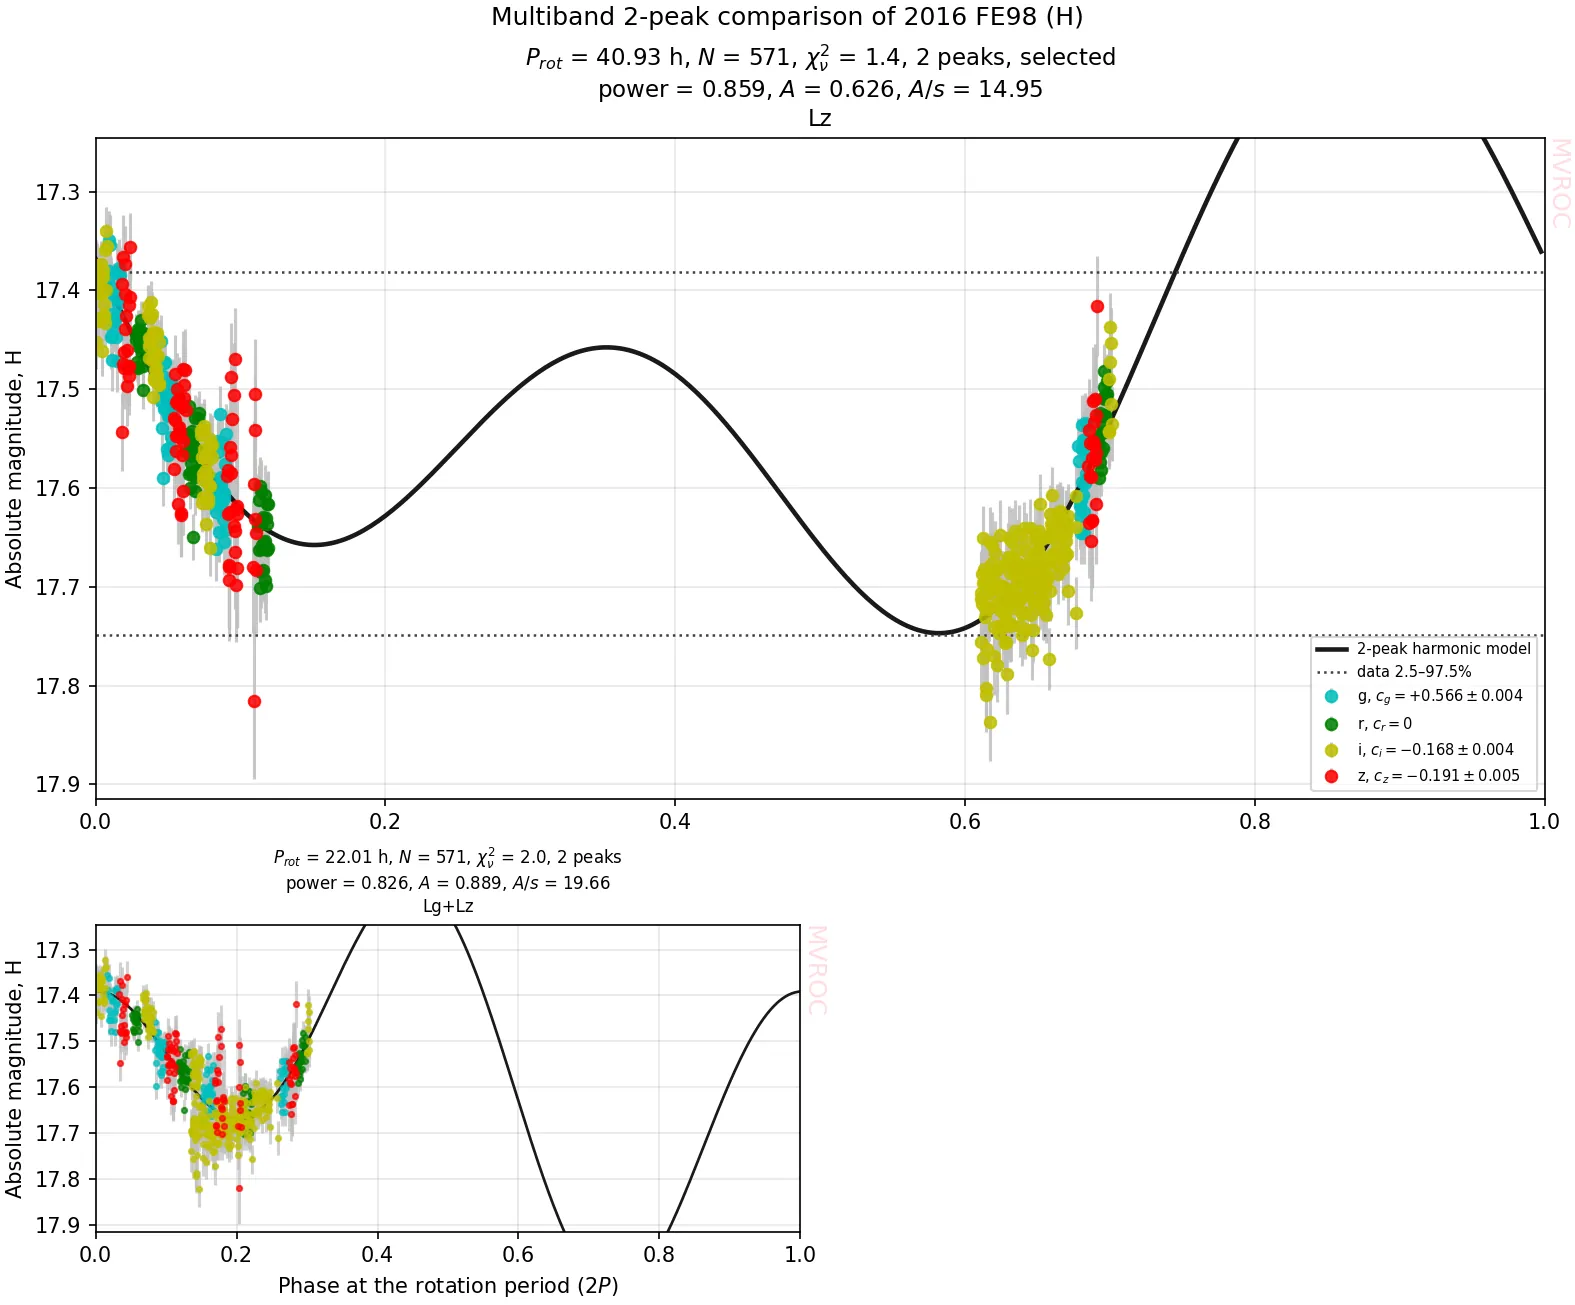 Multiband 2-peak comparison of 2016 FE98 (H)
P_rot = 40.93 h, N = 571, χ²_ν = 1.4, 2 peaks, selected
power = 0.859, A = 0.626, A/s = 14.95
Lz
MVROC
17.3
17.4
17.5
17.6
17.7
17.8
17.9
Absolute magnitude, H
2-peak harmonic model
data 2.5–97.5%
g, c_g = +0.566 ± 0.004
r, c_r = 0
i, c_i = −0.168 ± 0.004
z, c_z = −0.191 ± 0.005
0.0 0.2 0.4 0.6 0.8 1.0
P_rot = 22.01 h, N = 571, χ²_ν = 2.0, 2 peaks
power = 0.826, A = 0.889, A/s = 19.66
Lg+Lz
MVROC
17.3
17.4
17.5
17.6
17.7
17.8
17.9
Absolute magnitude, H
0.0 0.2 0.4 0.6 0.8 1.0
Phase at the rotation period (2P)